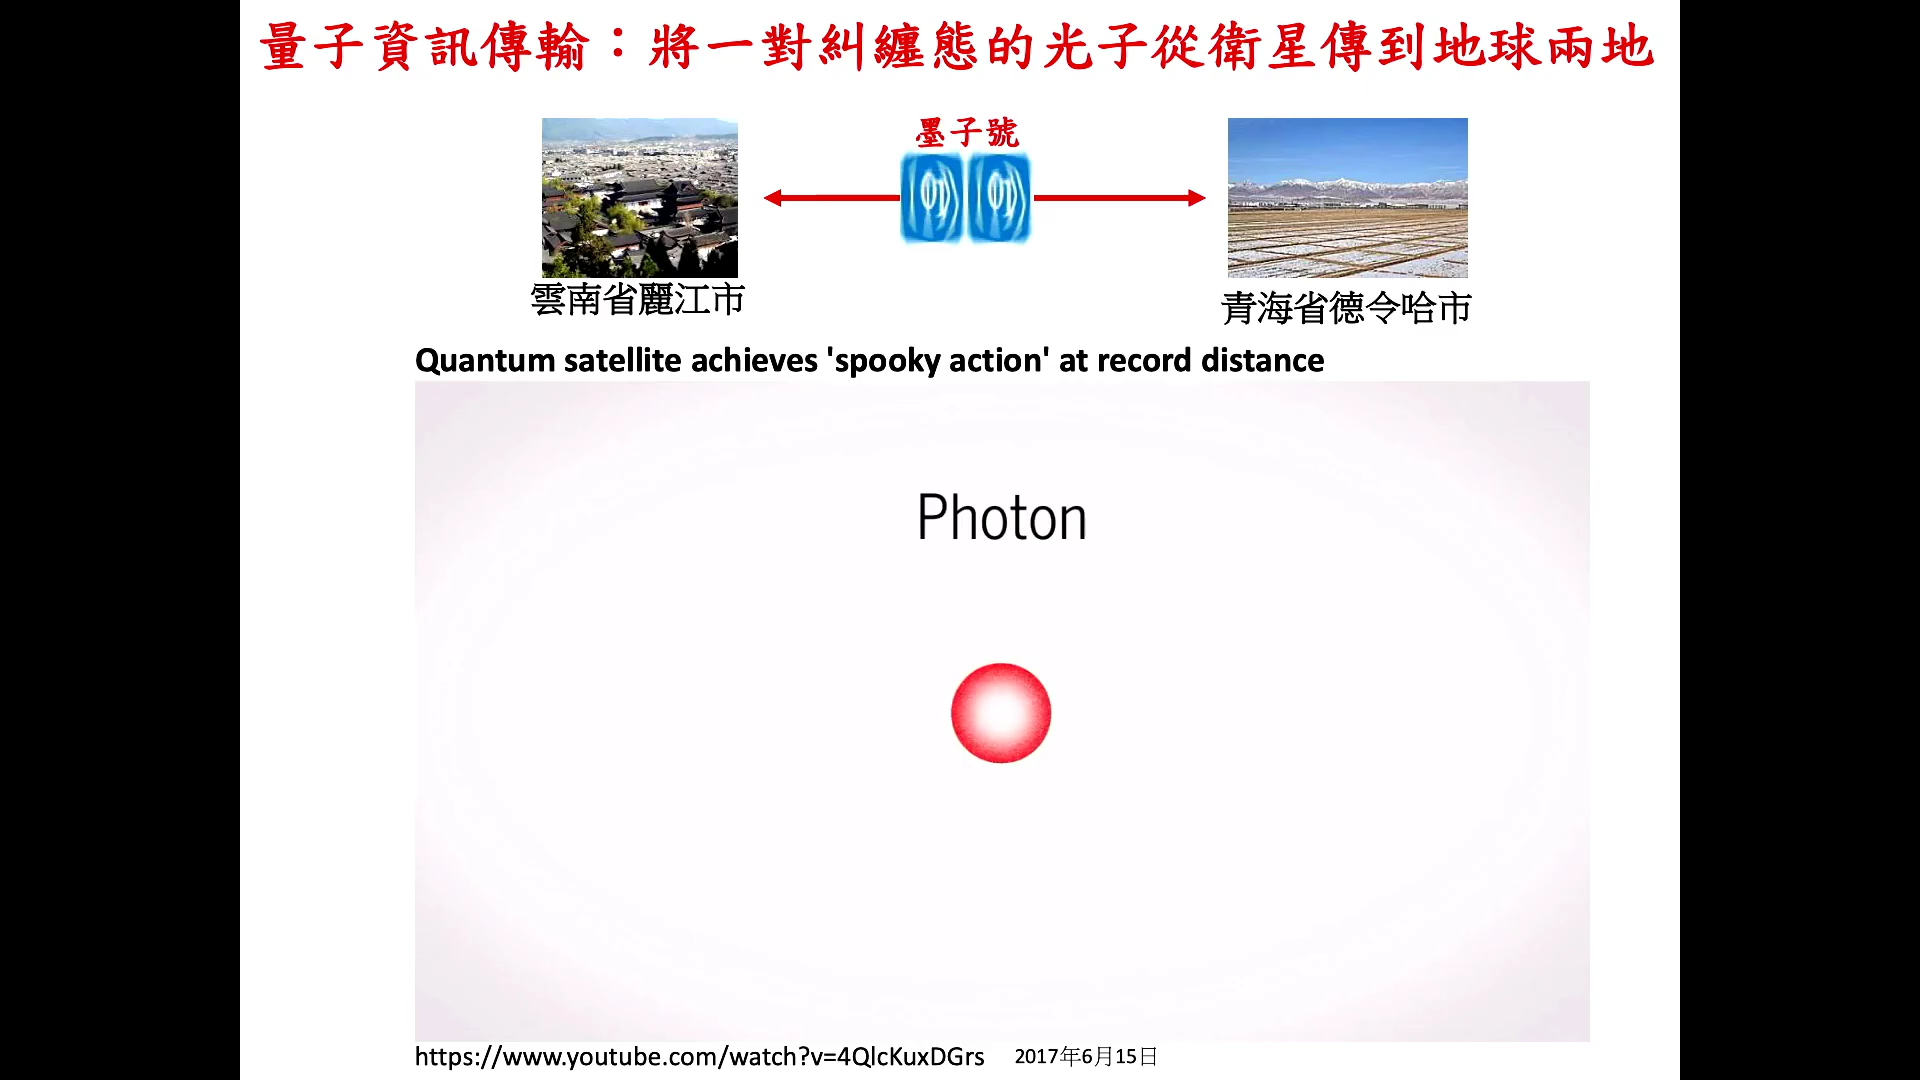 量子資訊傳輸：將一對糾纏態的光子從衛星傳到地球兩地
墨子號
雲南省麗江市
青海省德令哈市
Quantum satellite achieves 'spooky action' at record distance
Photon
https://www.youtube.com/watch?v=4QlcKuxDGrs 2017年6月15日